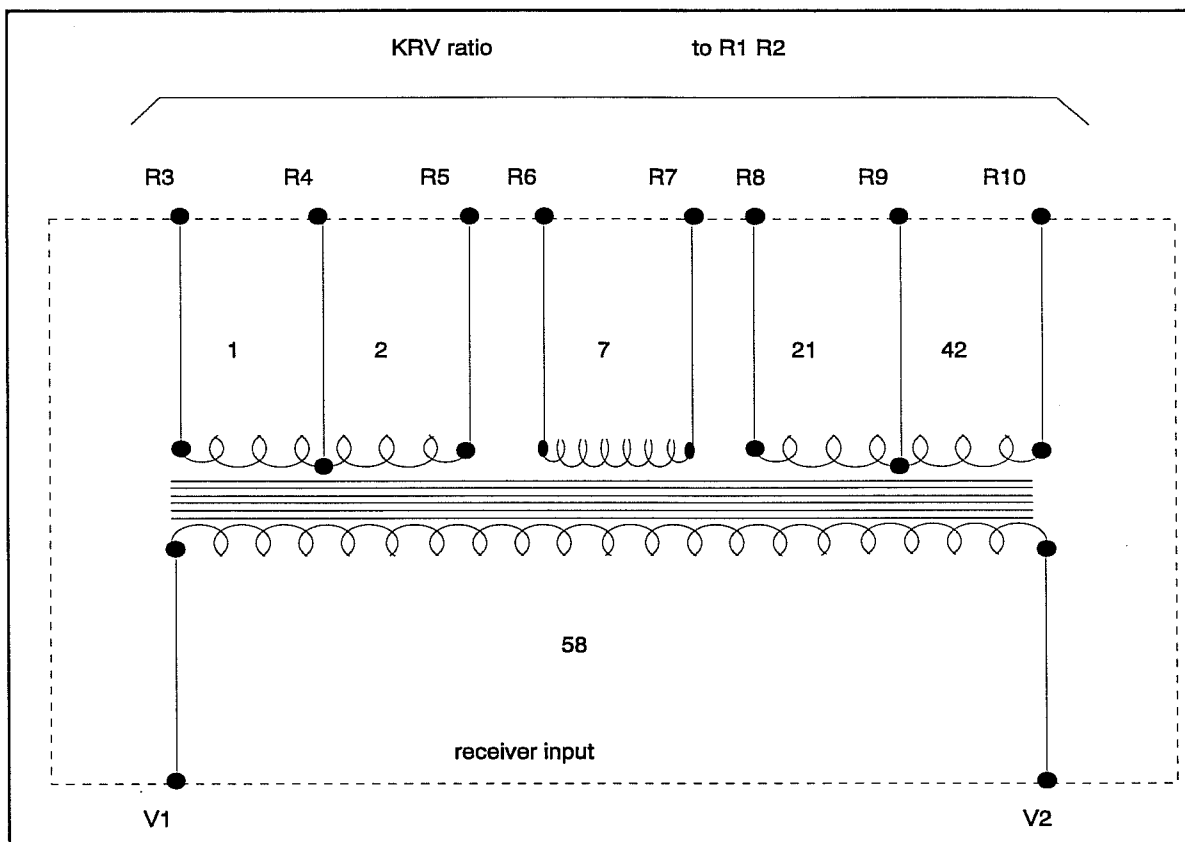 KRV ratio to R1 R2
R3 R4 R5 R6 R7 R8 R9 R10
1 2 7 21 42
58
receiver input
V1 V2